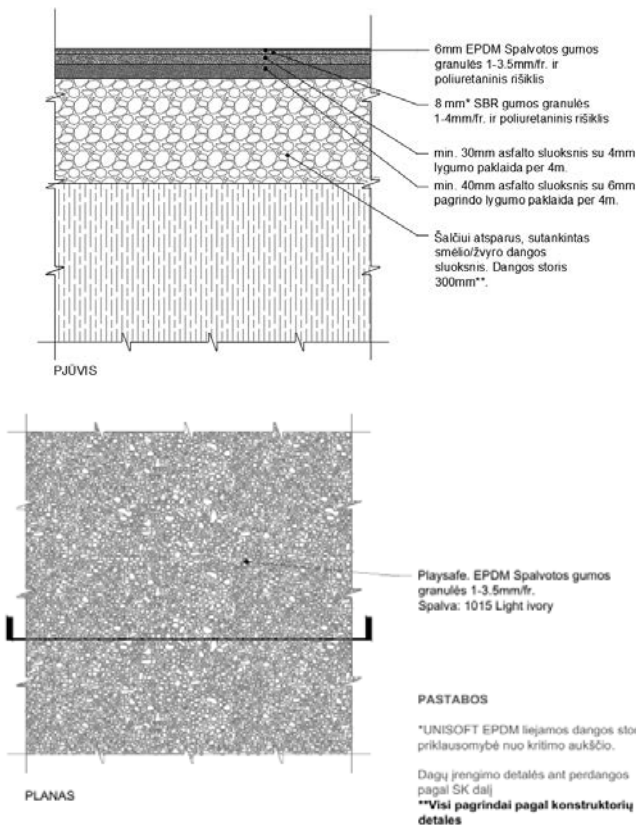 6mm EPDM Spalvotos gumos
granulės 1-3.5mm/fr. ir
poliuretaninis rišiklis
8 mm* SBR gumos granulės
1-4mm/fr. ir poliuretaninis rišiklis
min. 30mm asfalto sluoksnis su 4mm
lygumo paklaida per 4m.
min. 40mm asfalto sluoksnis su 6mm
pagrindo lygumo paklaida per 4m.
Šalčiui atsparus, sutankintas
smėlio/žvyro dangos
sluoksnis. Dangos storis
300mm**.
PJŪVIS
Playsafe. EPDM Spalvotos gumos
granulės 1-3.5mm/fr.
Spalva: 1015 Light ivory
PASTABOS
*UNISOFT EPDM liejamos dangos stor
priklausomybė nuo kritimo aukščio.
Dagų įrengimo detalės ant perdangos
pagal SK dalį
**Visi pagrindai pagal konstruktorių
detales
PLANAS